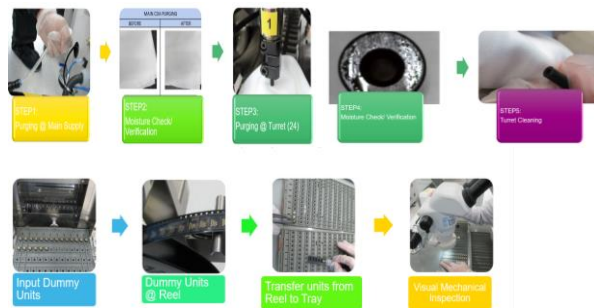 MAIN CDA PURGING
BEFORE AFTER
1
STEP1:
Purging @ Main Supply
STEP2:
Moisture Check/
Verification
STEP3:
Purging @ Turret (24)
STEP4:
Moisture Check/ Verification
STEP5:
Turret Cleaning
Input Dummy
Units
Dummy Units
@ Reel
Transfer units from
Reel to Tray
Visual Mechanical
Inspection